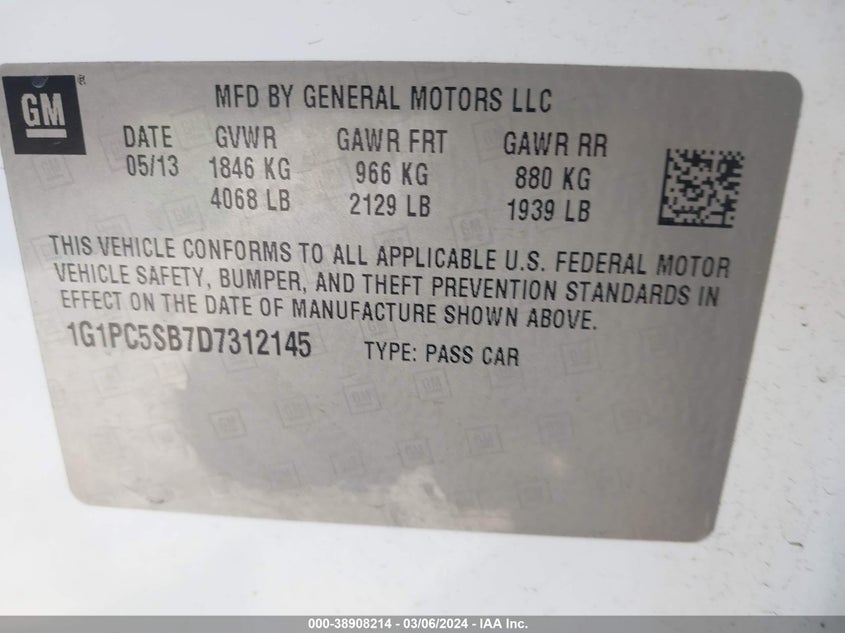 GM
MFD BY GENERAL MOTORS LLC
DATE GVWR GAWR FRT GAWR RR
05/13 1846 KG 966 KG 880 KG
4068 LB 2129 LB 1939 LB
THIS VEHICLE CONFORMS TO ALL APPLICABLE U.S. FEDERAL MOTOR
VEHICLE SAFETY, BUMPER, AND THEFT PREVENTION STANDARDS IN
EFFECT ON THE DATE OF MANUFACTURE SHOWN ABOVE.
1G1PC5SB7D7312145 TYPE: PASS CAR
000-38908214 - 03/06/2024 - IAA Inc.